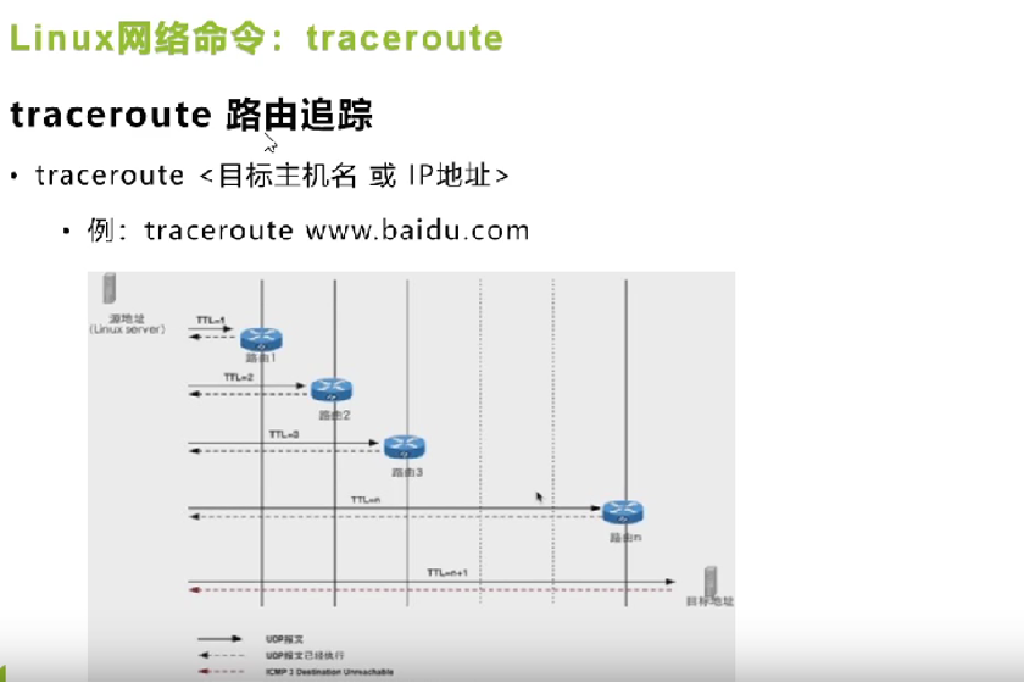 Linux网络命令：traceroute
traceroute 路由追踪
• traceroute <目标主机名 或 IP地址>
• 例：traceroute www.baidu.com
源地址
(Linux server)
TTL=1
路由1
TTL=2
路由2
TTL=3
路由3
TTL=n
路由n
TTL=n+1
目标地址
UDP报文
UDP报文已经执行
ICMP 3 Destination Unreachable